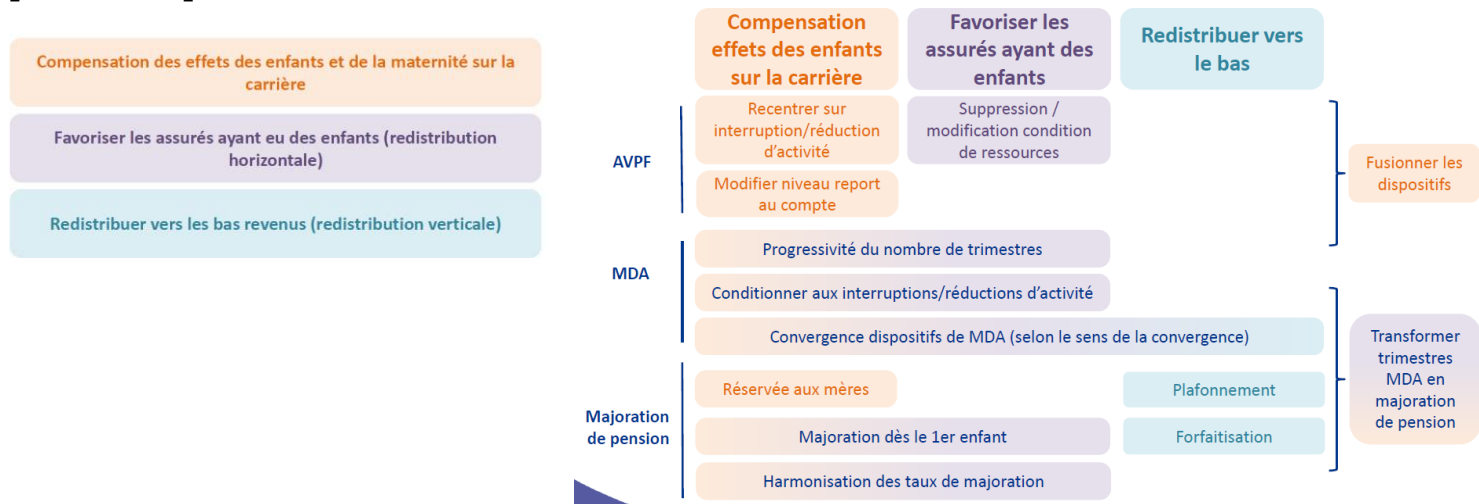 Compensation des effets des enfants et de la maternité sur la
carrière
Favoriser les assurés ayant eu des enfants (redistribution
horizontale)
Redistribuer vers les bas revenus (redistribution verticale)
Compensation
effets des enfants
sur la carrière
Favoriser les
assurés ayant des
enfants
Redistribuer vers
le bas
AVPF
Recentrer sur
interruption/réduction
d’activité
Suppression /
modification condition
de ressources
Modifier niveau report
au compte
Fusionner les
dispositifs
MDA
Progressivité du nombre de trimestres
Conditionner aux interruptions/réductions d’activité
Convergence dispositifs de MDA (selon le sens de la convergence)
Majoration
de pension
Réservée aux mères
Plafonnement
Majoration dès le 1er enfant
Forfaitisation
Harmonisation des taux de majoration
Transformer
trimestres
MDA en
majoration
de pension